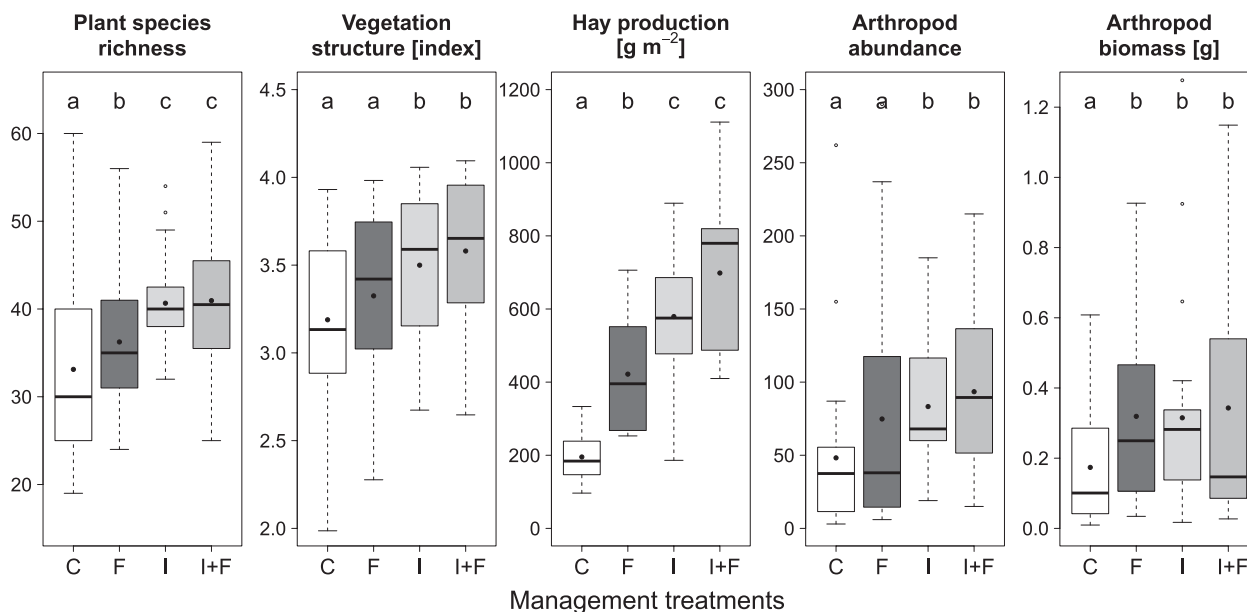 Plant species
richness
Vegetation
structure [index]
Hay production
[g m⁻²]
Arthropod
abundance
Arthropod
biomass [g]
a b c c
60
50
40
30
20
C F I I+F
a a b b
4.5
4.0
3.5
3.0
2.5
2.0
C F I I+F
a b c c
1200
1000
800
600
400
200
0
C F I I+F
a a b b
300
250
200
150
100
50
0
C F I I+F
a b b b
1.2
1.0
0.8
0.6
0.4
0.2
0.0
C F I I+F
Management treatments